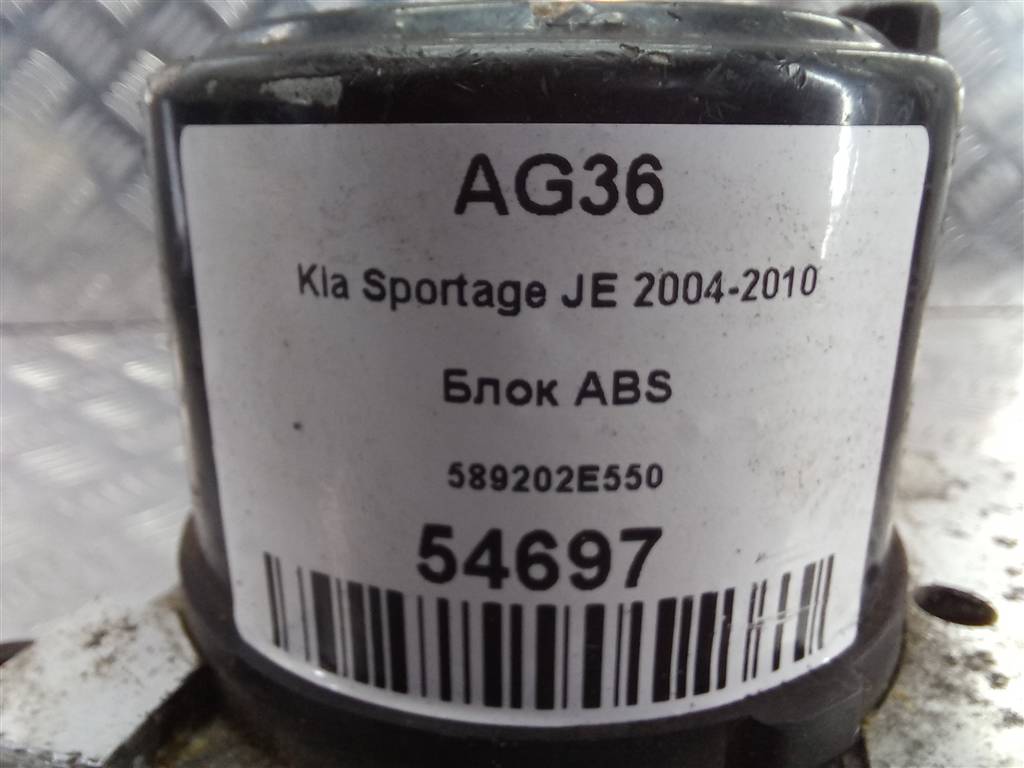 AG36
Kia Sportage JE 2004-2010
Блок ABS
589202E550
54697